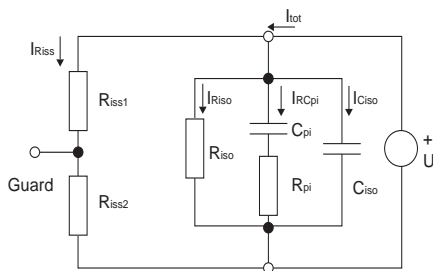 Itot
IRiss
Riss1
IRiso
IRCpi
ICiso
Cpi
Riso
Rpi
Ciso
+
U
Guard
Riss2